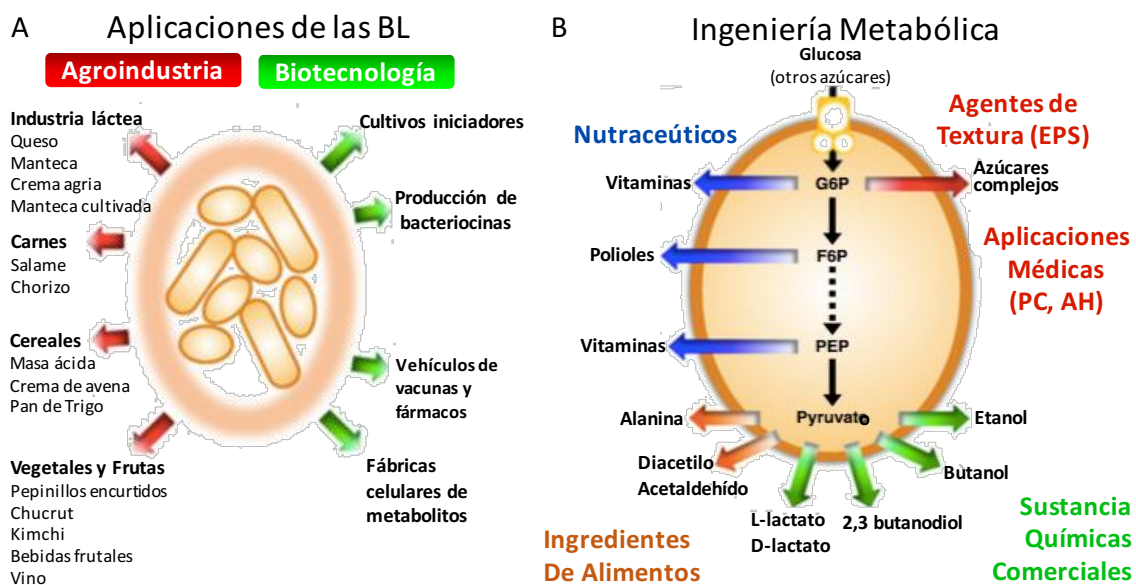 A
Aplicaciones de las BL
Agroindustria
Biotecnología
Industria láctea
Queso
Manteca
Crema agria
Manteca cultivada
Carnes
Salame
Chorizo
Cereales
Masa ácida
Crema de avena
Pan de Trigo
Vegetales y Frutas
Pepinillos encurtidos
Chucrut
Kimchi
Bebidas frutales
Vino
Cultivos iniciadores
Producción de
bacteriocinas
Vehículos de
vacunas y
fármacos
Fábricas
celulares de
metabolitos
B
Ingeniería Metabólica
Glucosa
(otros azúcares)
Nutraceúticos
Agentes de
Textura (EPS)
Vitaminas
G6P
Azúcares
complejos
Polioles
F6P
Aplicaciones
Médicas
(PC, AH)
Vitaminas
PEP
Alanina
Pyruvato
Etanol
Diacetilo
Acetaldehído
Butanol
L-lactato
D-lactato
2,3 butanodiol
Ingredientes
De Alimentos
Sustancia
Químicas
Comerciales